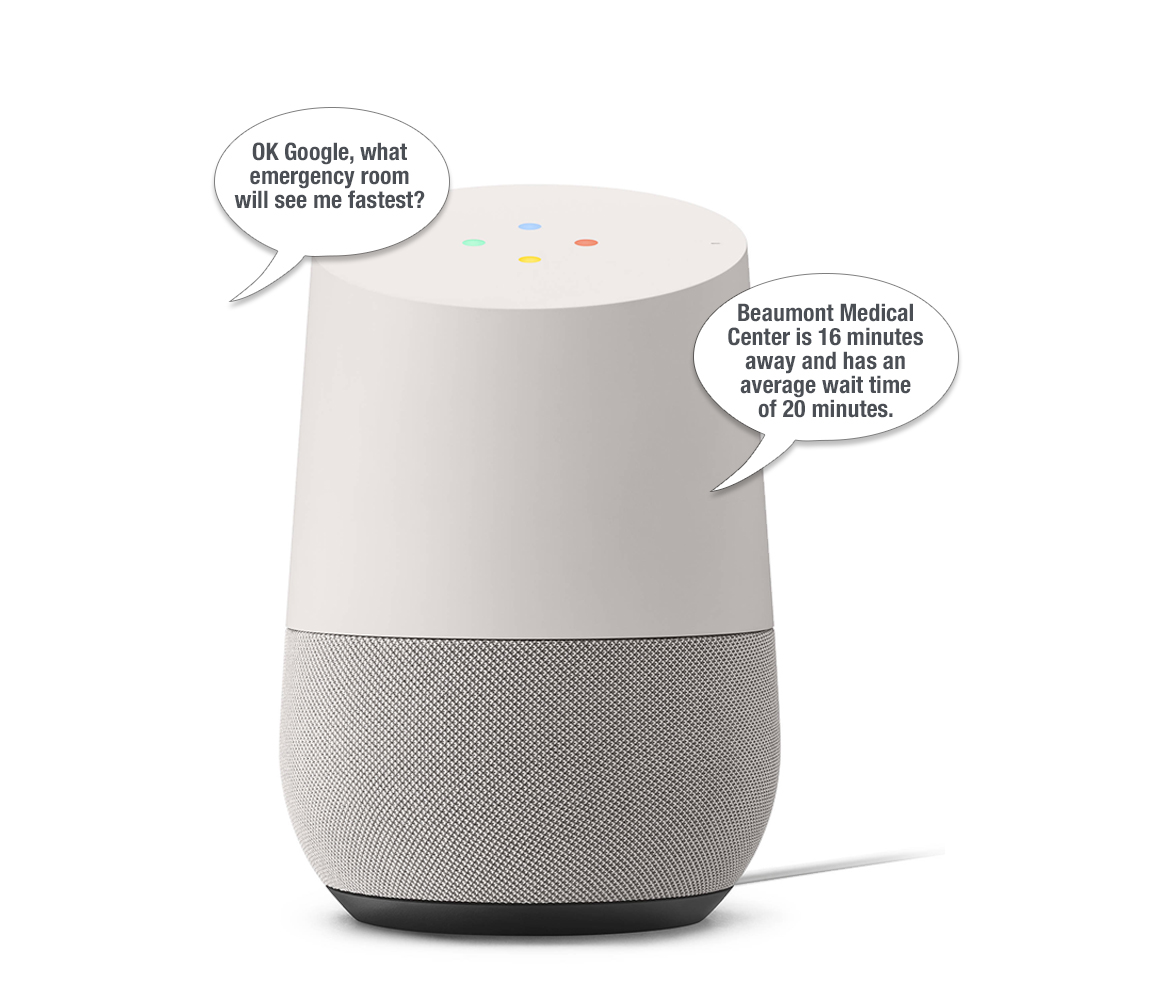 OK Google, what
emergency room
will see me fastest?
Beaumont Medical
Center is 16 minutes
away and has an
average wait time
of 20 minutes.